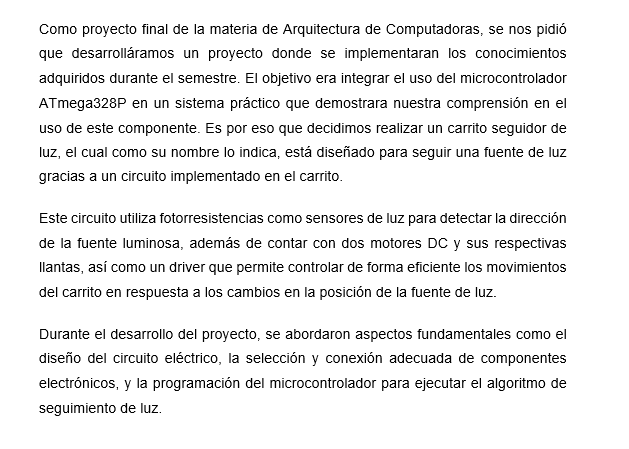 Como proyecto final de la materia de Arquitectura de Computadoras, se nos pidió
que desarrolláramos un proyecto donde se implementaran los conocimientos
adquiridos durante el semestre. El objetivo era integrar el uso del microcontrolador
ATmega328P en un sistema práctico que demostrara nuestra comprensión en el
uso de este componente. Es por eso que decidimos realizar un carrito seguidor de
luz, el cual como su nombre lo indica, está diseñado para seguir una fuente de luz
gracias a un circuito implementado en el carrito.
Este circuito utiliza fotorresistencias como sensores de luz para detectar la dirección
de la fuente luminosa, además de contar con dos motores DC y sus respectivas
llantas, así como un driver que permite controlar de forma eficiente los movimientos
del carrito en respuesta a los cambios en la posición de la fuente de luz.
Durante el desarrollo del proyecto, se abordaron aspectos fundamentales como el
diseño del circuito eléctrico, la selección y conexión adecuada de componentes
electrónicos, y la programación del microcontrolador para ejecutar el algoritmo de
seguimiento de luz.